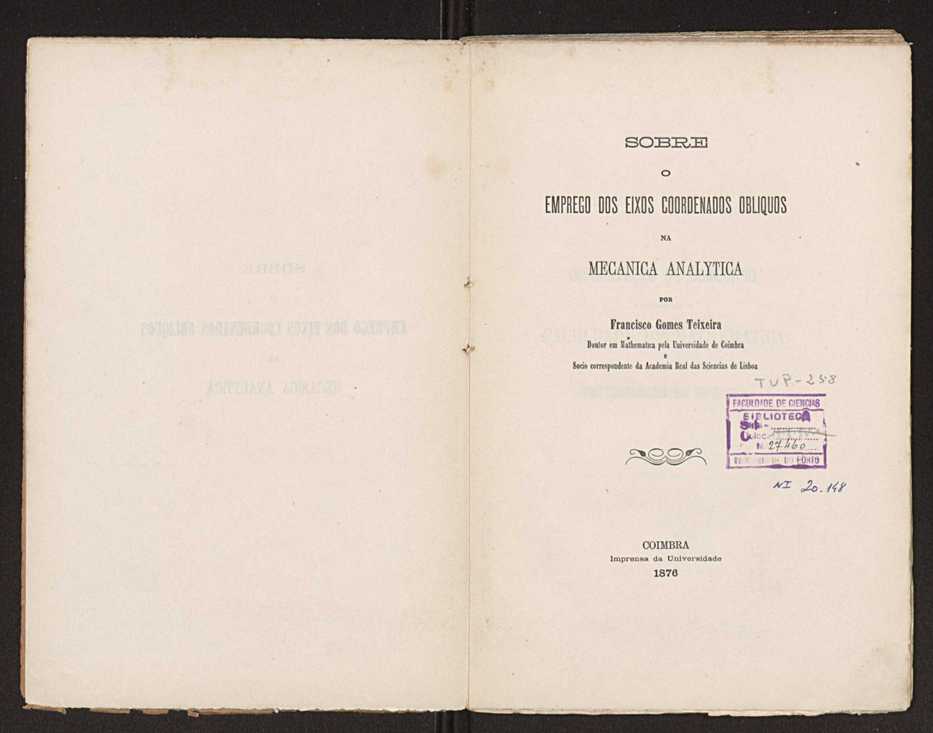 SOBRE
O
EMPREGO DOS EIXOS COORDENADOS OBLIQUOS
NA
MECANICA ANALYTICA
POR
Francisco Gomes Teixeira
Doutor em Mathematica pela Universidade de Coimbra
e
Socio correspondente da Academia Real das Sciencias de Lisboa
TUP-258
FACULDADE DE CIENCIAS
BIBLIOTECA
N. 27460
DO PORTO
NI 20.148
COIMBRA
Imprensa da Universidade
1876